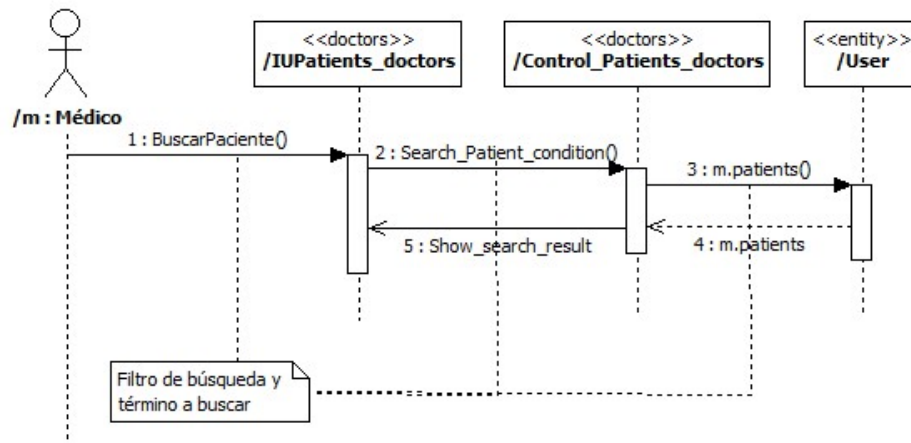 <<doctors>>
/IUPatients_doctors
<<doctors>>
/Control_Patients_doctors
<<entity>>
/User
/m : Médico
1 : BuscarPaciente()
2 : Search_Patient_condition()
3 : m.patients()
4 : m.patients
5 : Show_search_result
Filtro de búsqueda y
término a buscar